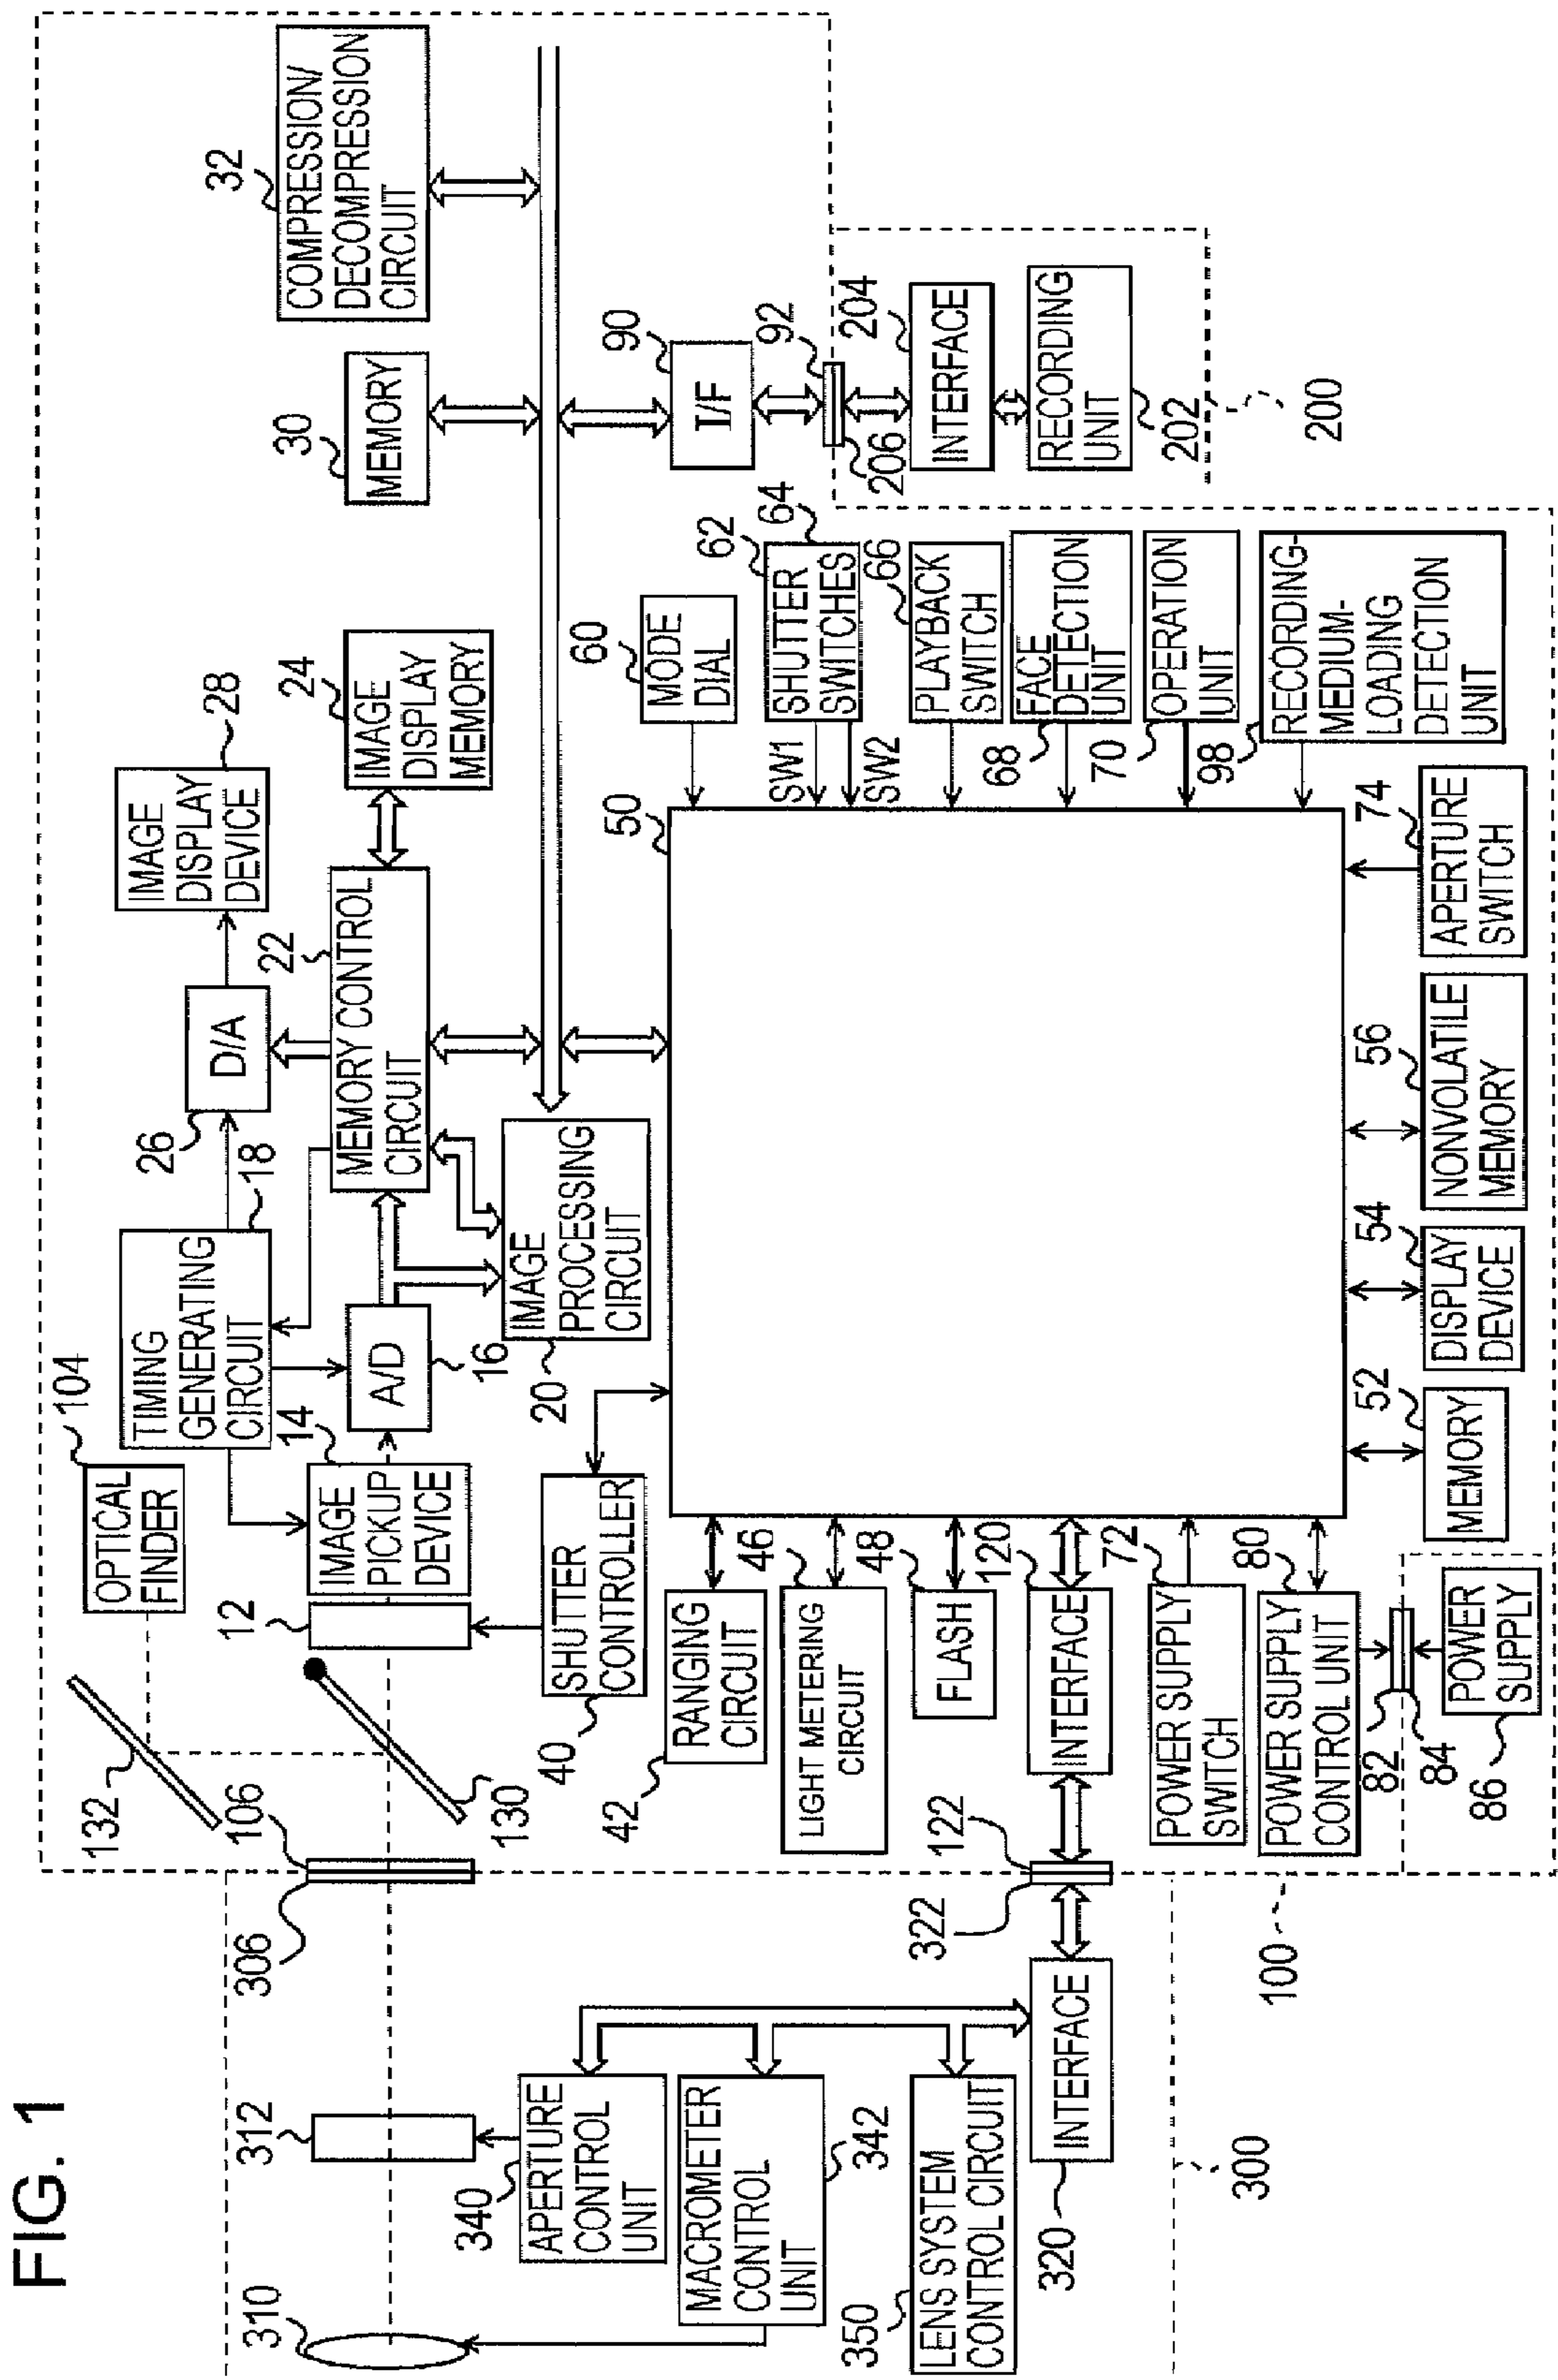 FIG. 1
310
312
306
106
132
104
OPTICAL
FINDER
130
12
14
IMAGE
PICKUP
DEVICE
TIMING
GENERATING
CIRCUIT
18
A/D
16
26
D/A
28
IMAGE
DISPLAY
DEVICE
22
MEMORY CONTROL
CIRCUIT
24
IMAGE
DISPLAY
MEMORY
20
IMAGE
PROCESSING
CIRCUIT
30
MEMORY
32
COMPRESSION/
DECOMPRESSION
CIRCUIT
40
SHUTTER
CONTROLLER
340
APERTURE
CONTROL
UNIT
MACROMETER
CONTROL
UNIT
342
350
LENS SYSTEM
CONTROL CIRCUIT
INTERFACE
320
322
122
300
100
42
RANGING
CIRCUIT
46
LIGHT METERING
CIRCUIT
48
FLASH
120
INTERFACE
72
POWER SUPPLY
SWITCH
80
POWER SUPPLY
CONTROL UNIT
82
84
86
POWER
SUPPLY
50
52
MEMORY
54
DISPLAY
DEVICE
56
NONVOLATILE
MEMORY
74
APERTURE
SWITCH
60
MODE
DIAL
62
64
SHUTTER
SWITCHES
SW1
SW2
66
PLAYBACK
SWITCH
68
FACE
DETECTION
UNIT
70
OPERATION
UNIT
98
RECORDING-
MEDIUM-
LOADING
DETECTION
UNIT
90
I/F
92
206
204
INTERFACE
RECORDING
UNIT
202
200